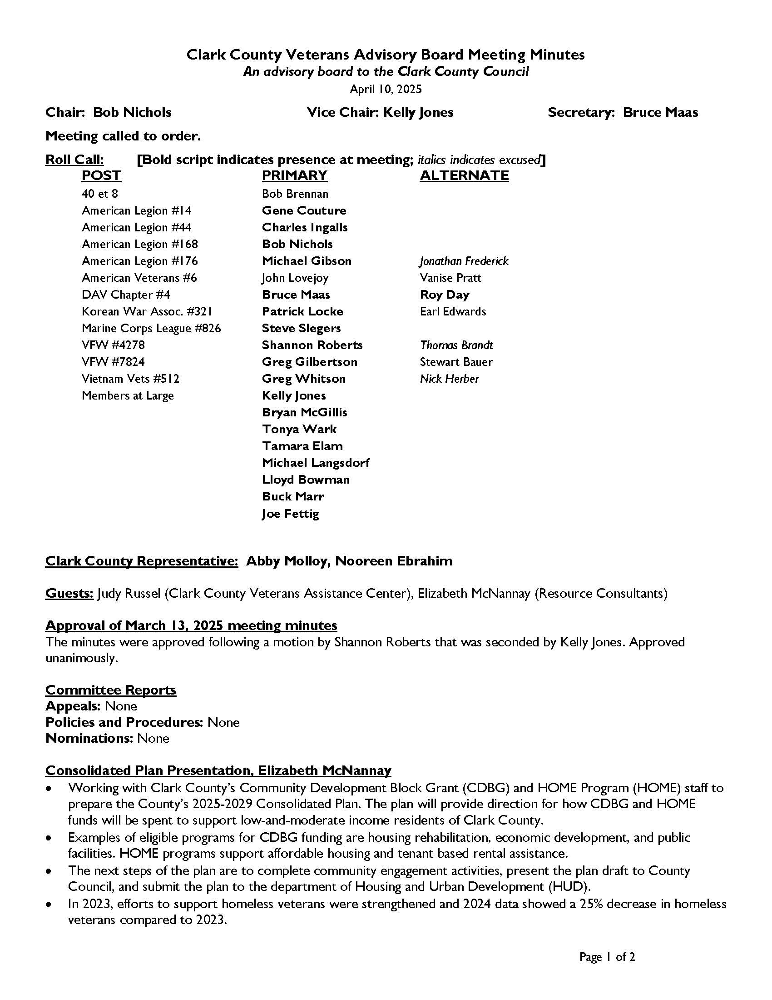 Clark County Veterans Advisory Board Meeting Minutes
An advisory board to the Clark County Council
April 10, 2025
Chair: Bob Nichols Vice Chair: Kelly Jones Secretary: Bruce Maas
Meeting called to order.
Roll Call: [Bold script indicates presence at meeting; italics indicates excused]
POST PRIMARY ALTERNATE
40 et 8 Bob Brennan
American Legion #14 Gene Couture
American Legion #44 Charles Ingalls
American Legion #168 Bob Nichols
American Legion #176 Michael Gibson Jonathan Frederick
American Veterans #6 John Lovejoy Vanise Pratt
DAV Chapter #4 Bruce Maas Roy Day
Korean War Assoc. #321 Patrick Locke Earl Edwards
Marine Corps League #826 Steve Slegers
VFW #4278 Shannon Roberts Thomas Brandt
VFW #7824 Greg Gilbertson Stewart Bauer
Vietnam Vets #512 Greg Whitson Nick Herber
Members at Large Kelly Jones
Bryan McGillis
Tonya Wark
Tamara Elam
Michael Langsdorf
Lloyd Bowman
Buck Marr
Joe Fettig
Clark County Representative: Abby Molloy, Nooreen Ebrahim
Guests: Judy Russel (Clark County Veterans Assistance Center), Elizabeth McNannay (Resource Consultants)
Approval of March 13, 2025 meeting minutes
The minutes were approved following a motion by Shannon Roberts that was seconded by Kelly Jones. Approved
unanimously.
Committee Reports
Appeals: None
Policies and Procedures: None
Nominations: None
Consolidated Plan Presentation, Elizabeth McNannay
• Working with Clark County's Community Development Block Grant (CDBG) and HOME Program (HOME) staff to
prepare the County's 2025-2029 Consolidated Plan. The plan will provide direction for how CDBG and HOME
funds will be spent to support low-and-moderate income residents of Clark County.
• Examples of eligible programs for CDBG funding are housing rehabilitation, economic development, and public
facilities. HOME programs support affordable housing and tenant based rental assistance.
• The next steps of the plan are to complete community engagement activities, present the plan draft to County
Council, and submit the plan to the department of Housing and Urban Development (HUD).
• In 2023, efforts to support homeless veterans were strengthened and 2024 data showed a 25% decrease in homeless
veterans compared to 2023.
Page 1 of 2